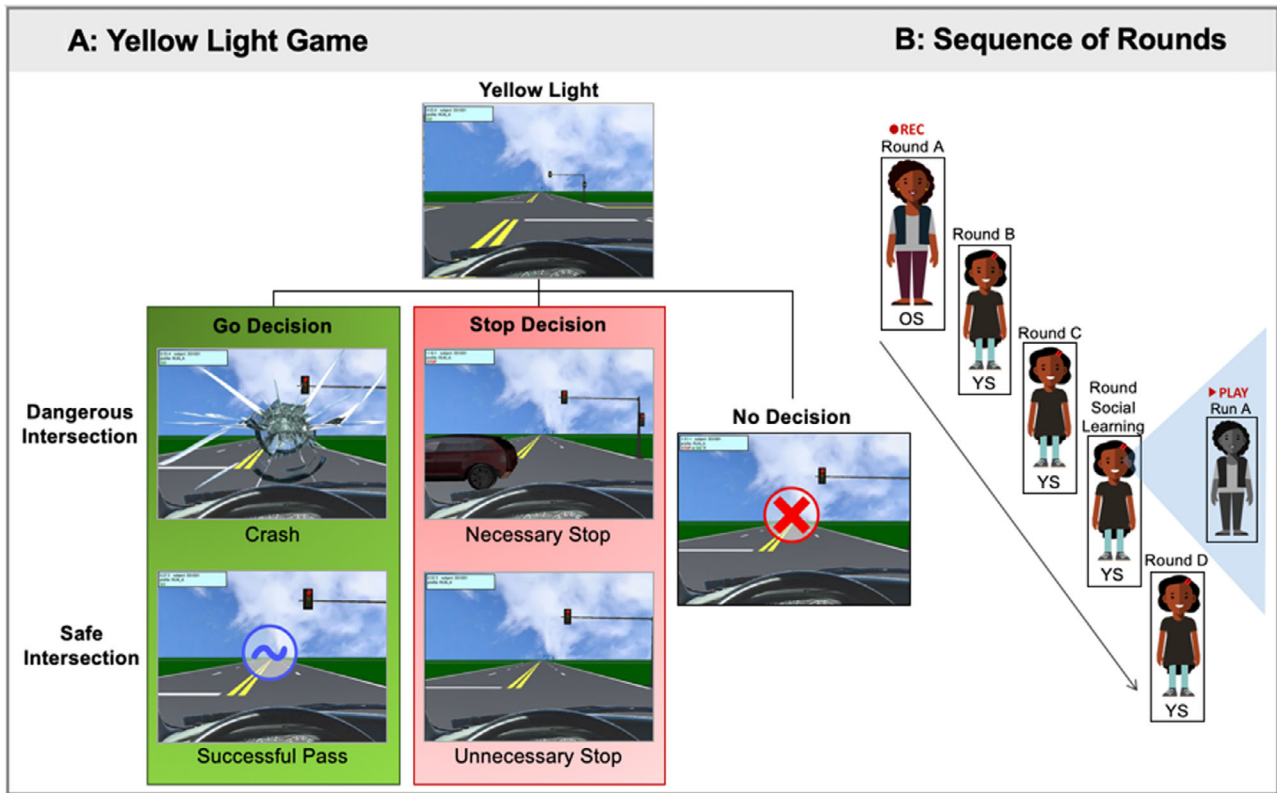 A: Yellow Light Game
B: Sequence of Rounds
Yellow Light
Go Decision
Stop Decision
No Decision
Dangerous
Intersection
Crash
Necessary Stop
Safe
Intersection
Successful Pass
Unnecessary Stop
REC
Round A
OS
Round B
YS
Round C
YS
Round
Social
Learning
YS
PLAY
Run A
Round D
YS